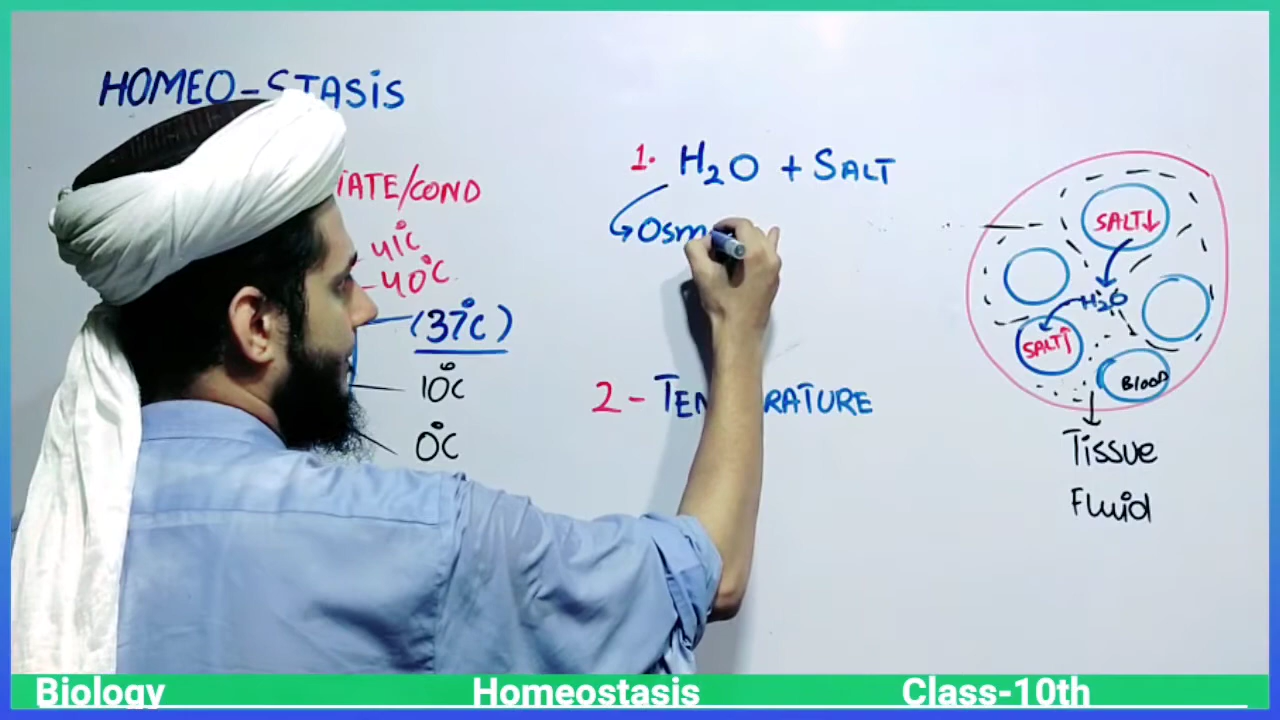 HOMEO-STASiS
TATE/COND
41°C
40°C
(37°C)
10°C
0°C
1. H2O + SALT
Osm
2- TEM RATURE
SALT↓
H2O
SALT↑
Blood
Tissue
Fluid
Biology Homeostasis Class-10th